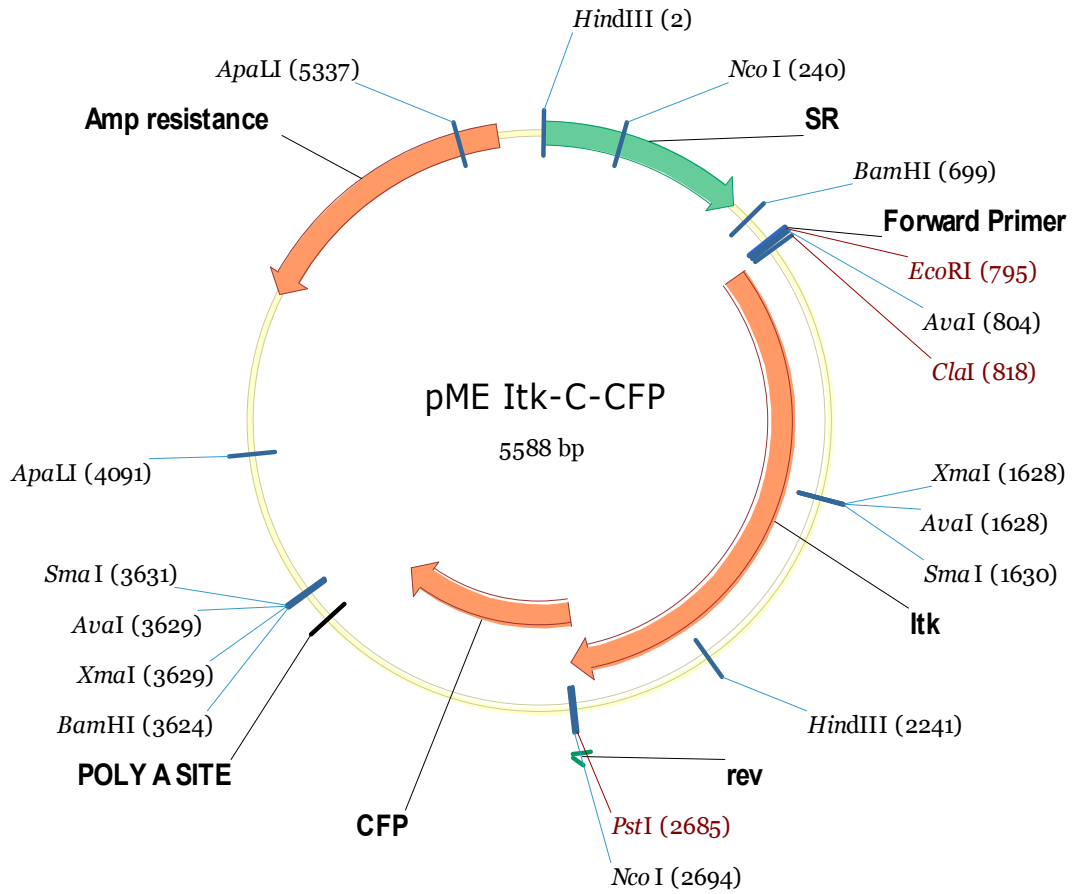 HindIII (2)
ApaLI (5337)
NcoI (240)
Amp resistance
SR
BamHI (699)
Forward Primer
EcoRI (795)
AvaI (804)
ClaI (818)
pME Itk-C-CFP
5588 bp
ApaLI (4091)
XmaI (1628)
AvaI (1628)
SmaI (1630)
Itk
SmaI (3631)
AvaI (3629)
XmaI (3629)
BamHI (3624)
HindIII (2241)
POLY A SITE
rev
CFP
PstI (2685)
NcoI (2694)